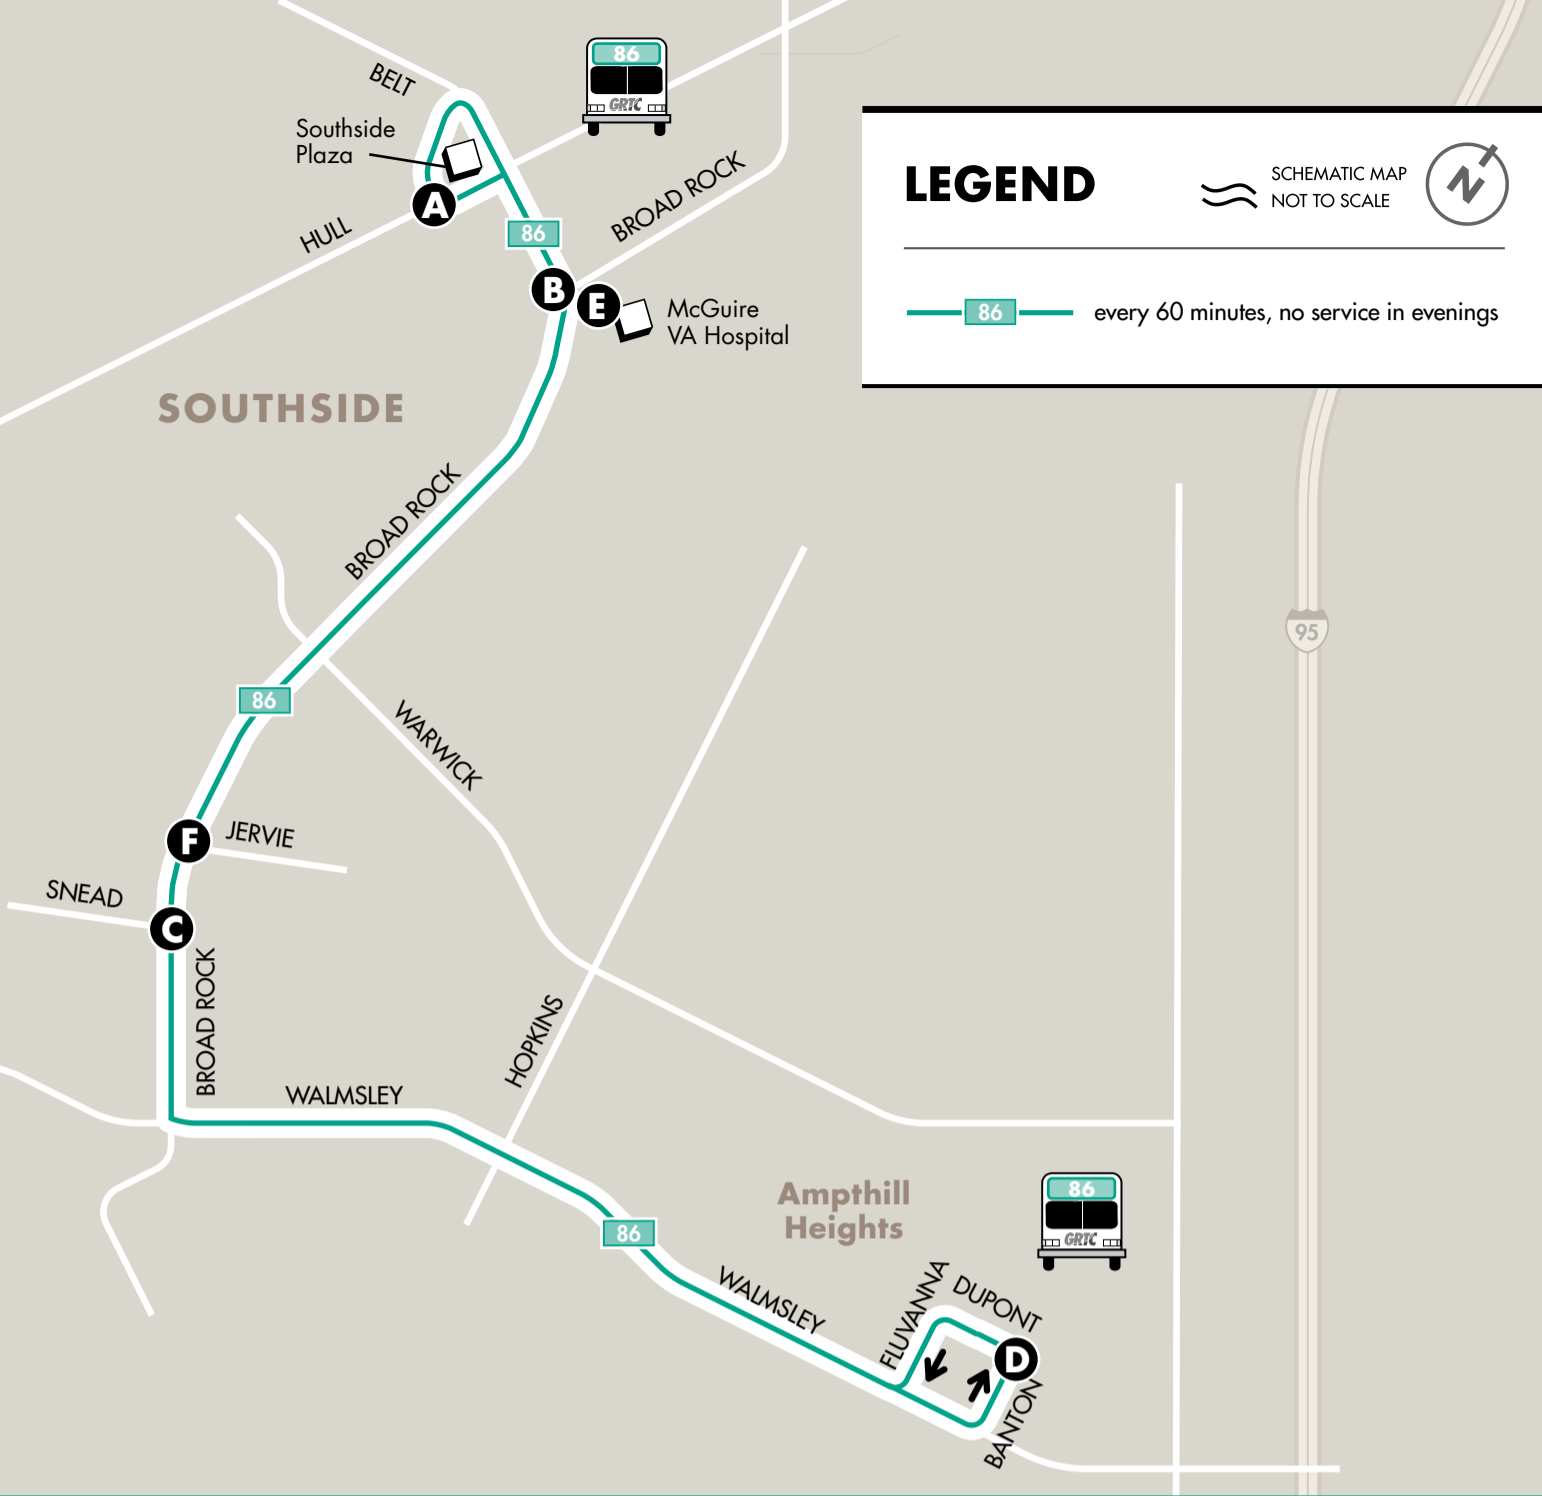 BELT
86
GRTC
Southside
Plaza
A
HULL
86
BROAD ROCK
B
E
McGuire
VA Hospital
LEGEND
SCHEMATIC MAP
NOT TO SCALE
N
86
every 60 minutes, no service in evenings
SOUTHSIDE
BROAD ROCK
95
86
WARWICK
F
JERVIE
SNEAD
C
BROAD ROCK
HOPKINS
WALMSLEY
86
Ampthill
Heights
86
GRTC
WALMSLEY
FLUVANNA
DUPONT
D
BANTON